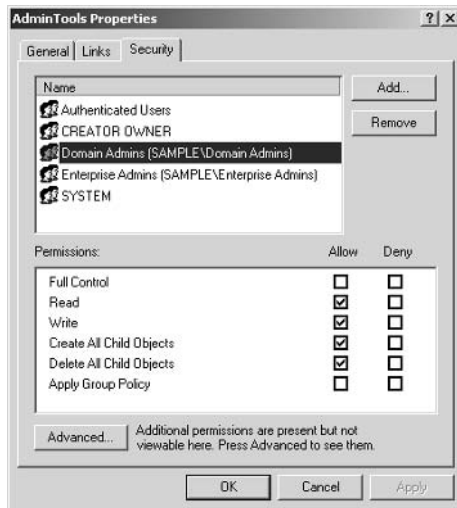 AdminTools Properties
General Links Security
Name
Add...
Authenticated Users
Remove
CREATOR OWNER
Domain Admins (SAMPLE\Domain Admins)
Enterprise Admins (SAMPLE\Enterprise Admins)
SYSTEM
Permissions: Allow Deny
Full Control
Read
Write
Create All Child Objects
Delete All Child Objects
Apply Group Policy
Advanced...
Additional permissions are present but not
viewable here. Press Advanced to see them.
OK Cancel Apply